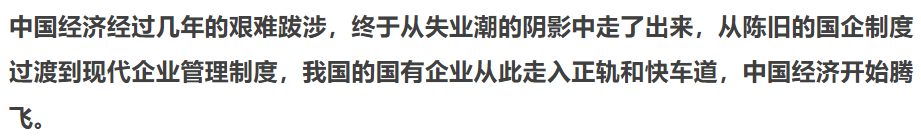 中国经济经过几年的艰难跋涉，终于从失业潮的阴影中走了出来，从陈旧的国企制度
过渡到现代企业管理制度，我国的国有企业从此走入正轨和快车道，中国经济开始腾
飞。